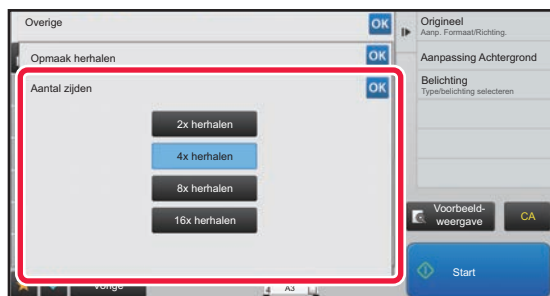 Overige
OK
Opmaak herhalen
OK
Aantal zijden
OK
2x herhalen
4x herhalen
8x herhalen
16x herhalen
Vorige
A3
Origineel
Aanp. Formaat/Richting.
Aanpassing Achtergrond
Belichting
Type/belichting selecteren
Voorbeeld-
weergave
CA
Start